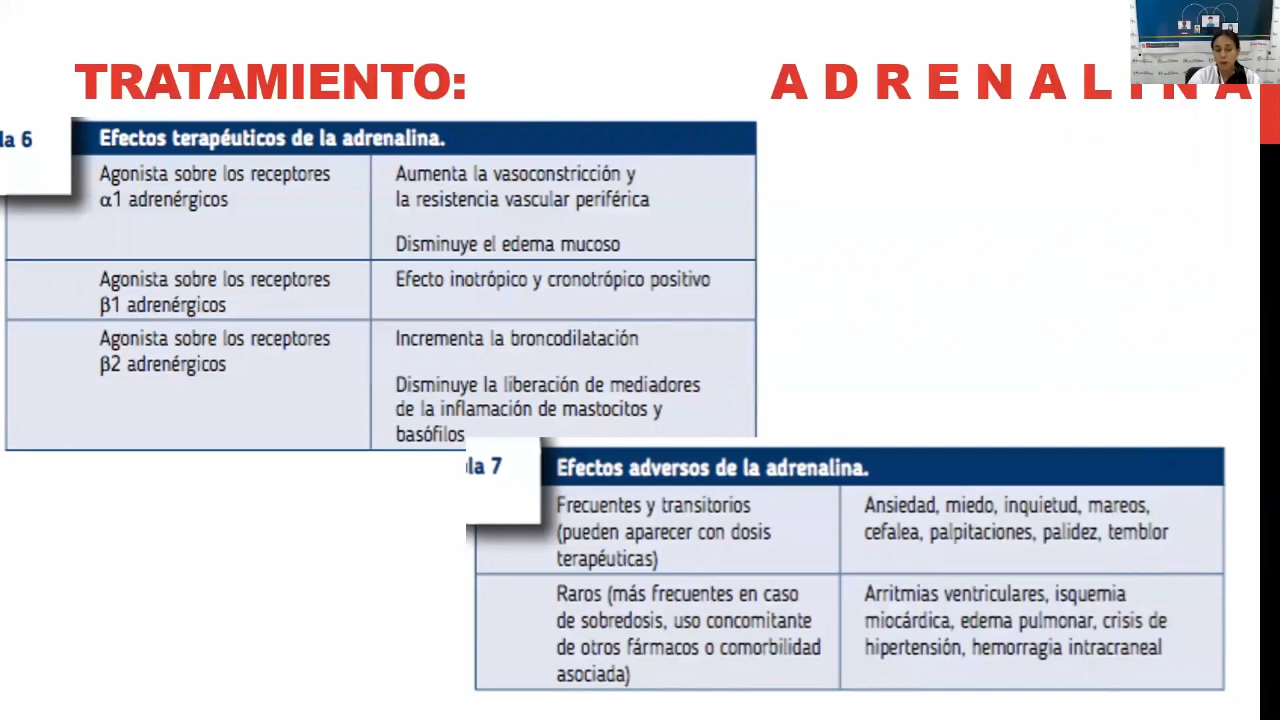 TRATAMIENTO: ADRENALINA
la 6
Efectos terapéuticos de la adrenalina.
Agonista sobre los receptores
α1 adrenérgicos
Aumenta la vasoconstricción y
la resistencia vascular periférica
Disminuye el edema mucoso
Agonista sobre los receptores
β1 adrenérgicos
Efecto inotrópico y cronotrópico positivo
Agonista sobre los receptores
β2 adrenérgicos
Incrementa la broncodilatación
Disminuye la liberación de mediadores
de la inflamación de mastocitos y
basófilos
la 7
Efectos adversos de la adrenalina.
Frecuentes y transitorios
(pueden aparecer con dosis
terapéuticas)
Ansiedad, miedo, inquietud, mareos,
cefalea, palpitaciones, palidez, temblor
Raros (más frecuentes en caso
de sobredosis, uso concomitante
de otros fármacos o comorbilidad
asociada)
Arritmias ventriculares, isquemia
miocárdica, edema pulmonar, crisis de
hipertensión, hemorragia intracraneal